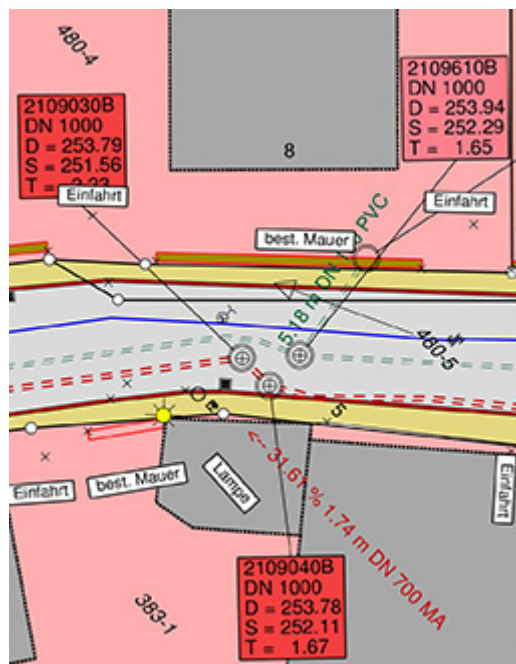 480-4
2109030B
DN 1000
D = 253.79
S = 251.56
T =
Einfahrt
8
2109610B
DN 1000
D = 253.94
S = 252.29
T = 1.65
Einfahrt
best. Mauer
5.18 m DN PVC
480-5
5
Einfahrt
best. Mauer
Lampe
<-- 31.61 % 1.74 m DN 700 MA
Einfahrt
383-1
2109040B
DN 1000
D = 253.78
S = 252.11
T = 1.67